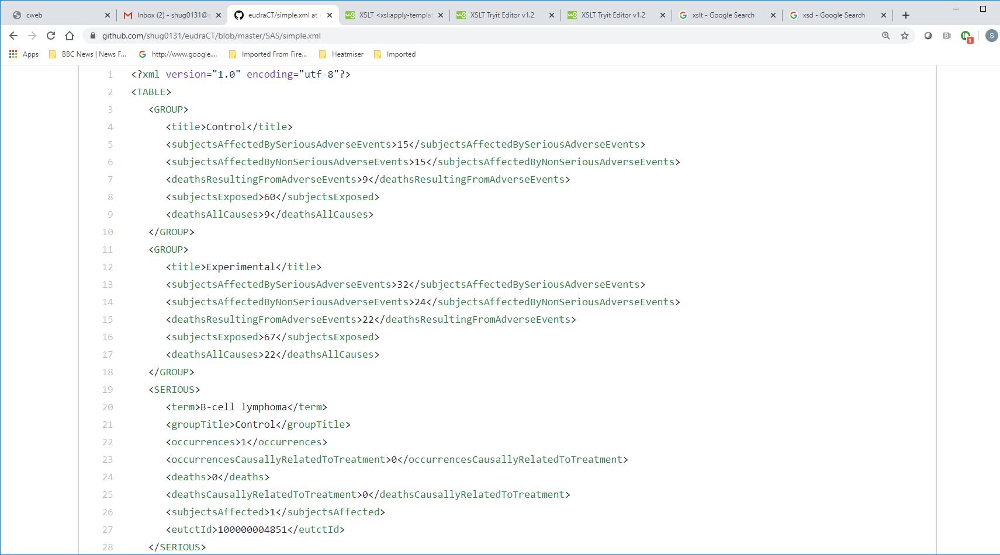 cweb
Inbox (2) - shug0131@g
eudraCT/simple.xml at r
XSLT <xsl:apply-templat
XSLT Tryit Editor v1.2
XSLT Tryit Editor v1.2
xslt - Google Search
xsd - Google Search
github.com/shug0131/eudraCT/blob/master/SAS/simple.xml
1
S
Apps
BBC News | News F...
http://www.google....
Imported From Fire...
Heatmiser
Imported
1 <?xml version="1.0" encoding="utf-8"?>
2 <TABLE>
3 <GROUP>
4 <title>Control</title>
5 <subjectsAffectedBySeriousAdverseEvents>15</subjectsAffectedBySeriousAdverseEvents>
6 <subjectsAffectedByNonSeriousAdverseEvents>15</subjectsAffectedByNonSeriousAdverseEvents>
7 <deathsResultingFromAdverseEvents>9</deathsResultingFromAdverseEvents>
8 <subjectsExposed>60</subjectsExposed>
9 <deathsAllCauses>9</deathsAllCauses>
10 </GROUP>
11 <GROUP>
12 <title>Experimental</title>
13 <subjectsAffectedBySeriousAdverseEvents>32</subjectsAffectedBySeriousAdverseEvents>
14 <subjectsAffectedByNonSeriousAdverseEvents>24</subjectsAffectedByNonSeriousAdverseEvents>
15 <deathsResultingFromAdverseEvents>22</deathsResultingFromAdverseEvents>
16 <subjectsExposed>67</subjectsExposed>
17 <deathsAllCauses>22</deathsAllCauses>
18 </GROUP>
19 <SERIOUS>
20 <term>B-cell lymphoma</term>
21 <groupTitle>Control</groupTitle>
22 <occurrences>1</occurrences>
23 <occurrencesCausallyRelatedToTreatment>0</occurrencesCausallyRelatedToTreatment>
24 <deaths>0</deaths>
25 <deathsCausallyRelatedToTreatment>0</deathsCausallyRelatedToTreatment>
26 <subjectsAffected>1</subjectsAffected>
27 <eutctId>100000004851</eutctId>
28 </SERIOUS>